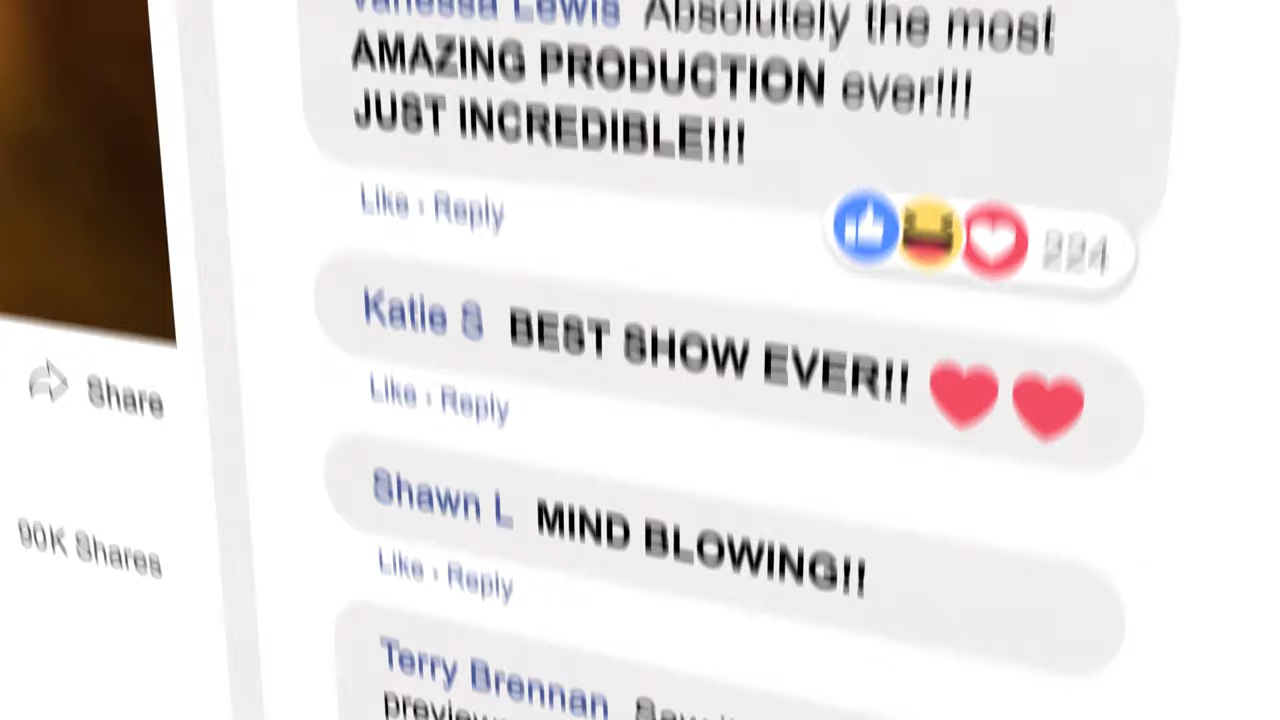 Vanessa Lewis Absolutely the most
AMAZING PRODUCTION ever!!!
JUST INCREDIBLE!!!
Like · Reply
224
Katie S BEST SHOW EVER!!
Like · Reply
Share
Shawn L MIND BLOWING!!
Like · Reply
90K Shares
Terry Brennan